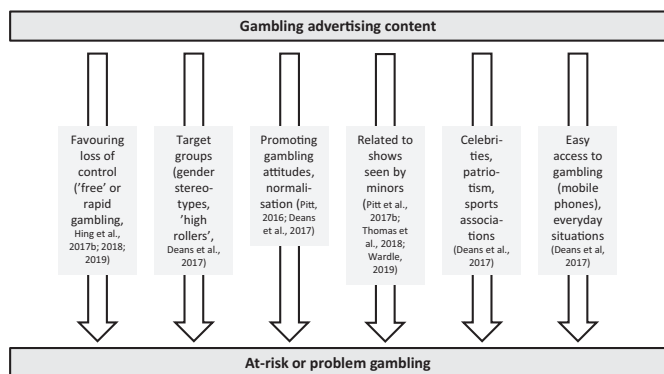 Gambling advertising content
Favouring
loss of
control
('free' or
rapid
gambling,
Hing et al.,
2017b; 2018;
2019)
Target
groups
(gender
stereo-
types,
'high
rollers',
Deans et al.,
2017)
Promoting
gambling
attitudes,
normali-
sation (Pitt,
2016; Deans
et al., 2017)
Related to
shows
seen by
minors
(Pitt et al.,
2017b;
Thomas et
al., 2018;
Wardle,
2019)
Celebri-
ties,
patrio-
tism,
sports
associa-
tions
(Deans et al.,
2017)
Easy
access to
gambling
(mobile
phones),
everyday
situations
(Deans et al,
2017)
At-risk or problem gambling